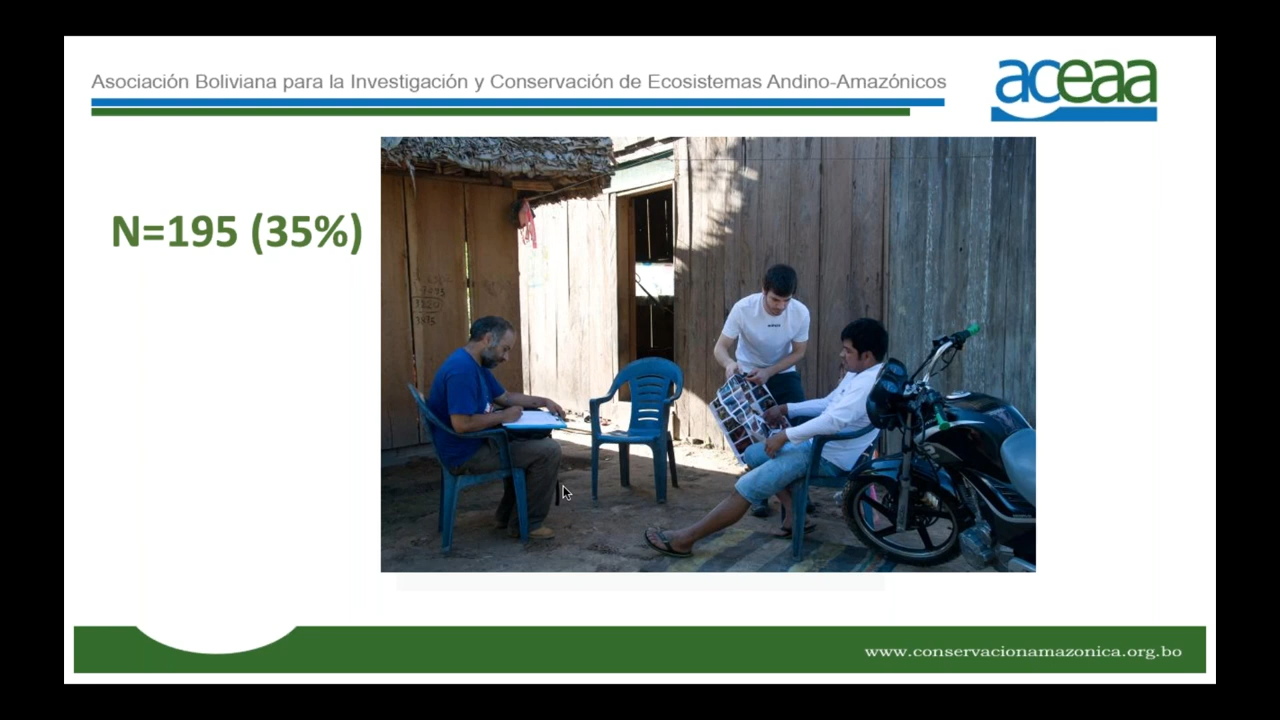 Asociación Boliviana para la Investigación y Conservación de Ecosistemas Andino-Amazónicos
aceaa
N=195 (35%)
www.conservacionamazonica.org.bo